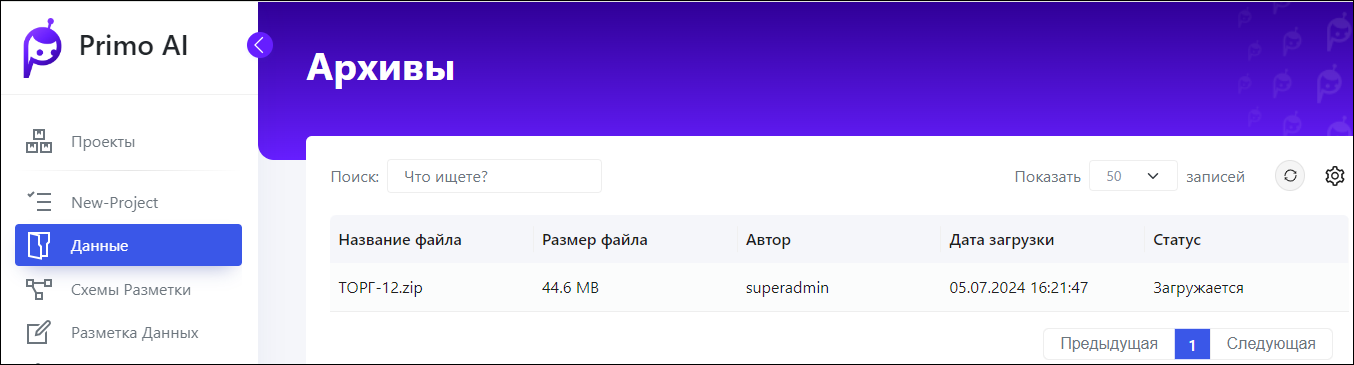 Primo AI
Проекты
New-Project
Данные
Схемы Разметки
Разметка Данных
Архивы
Поиск: Что ищете?
Показать 50 записей
Название файла Размер файла Автор Дата загрузки Статус
ТОРГ-12.zip 44.6 MB superadmin 05.07.2024 16:21:47 Загружается
Предыдущая 1 Следующая